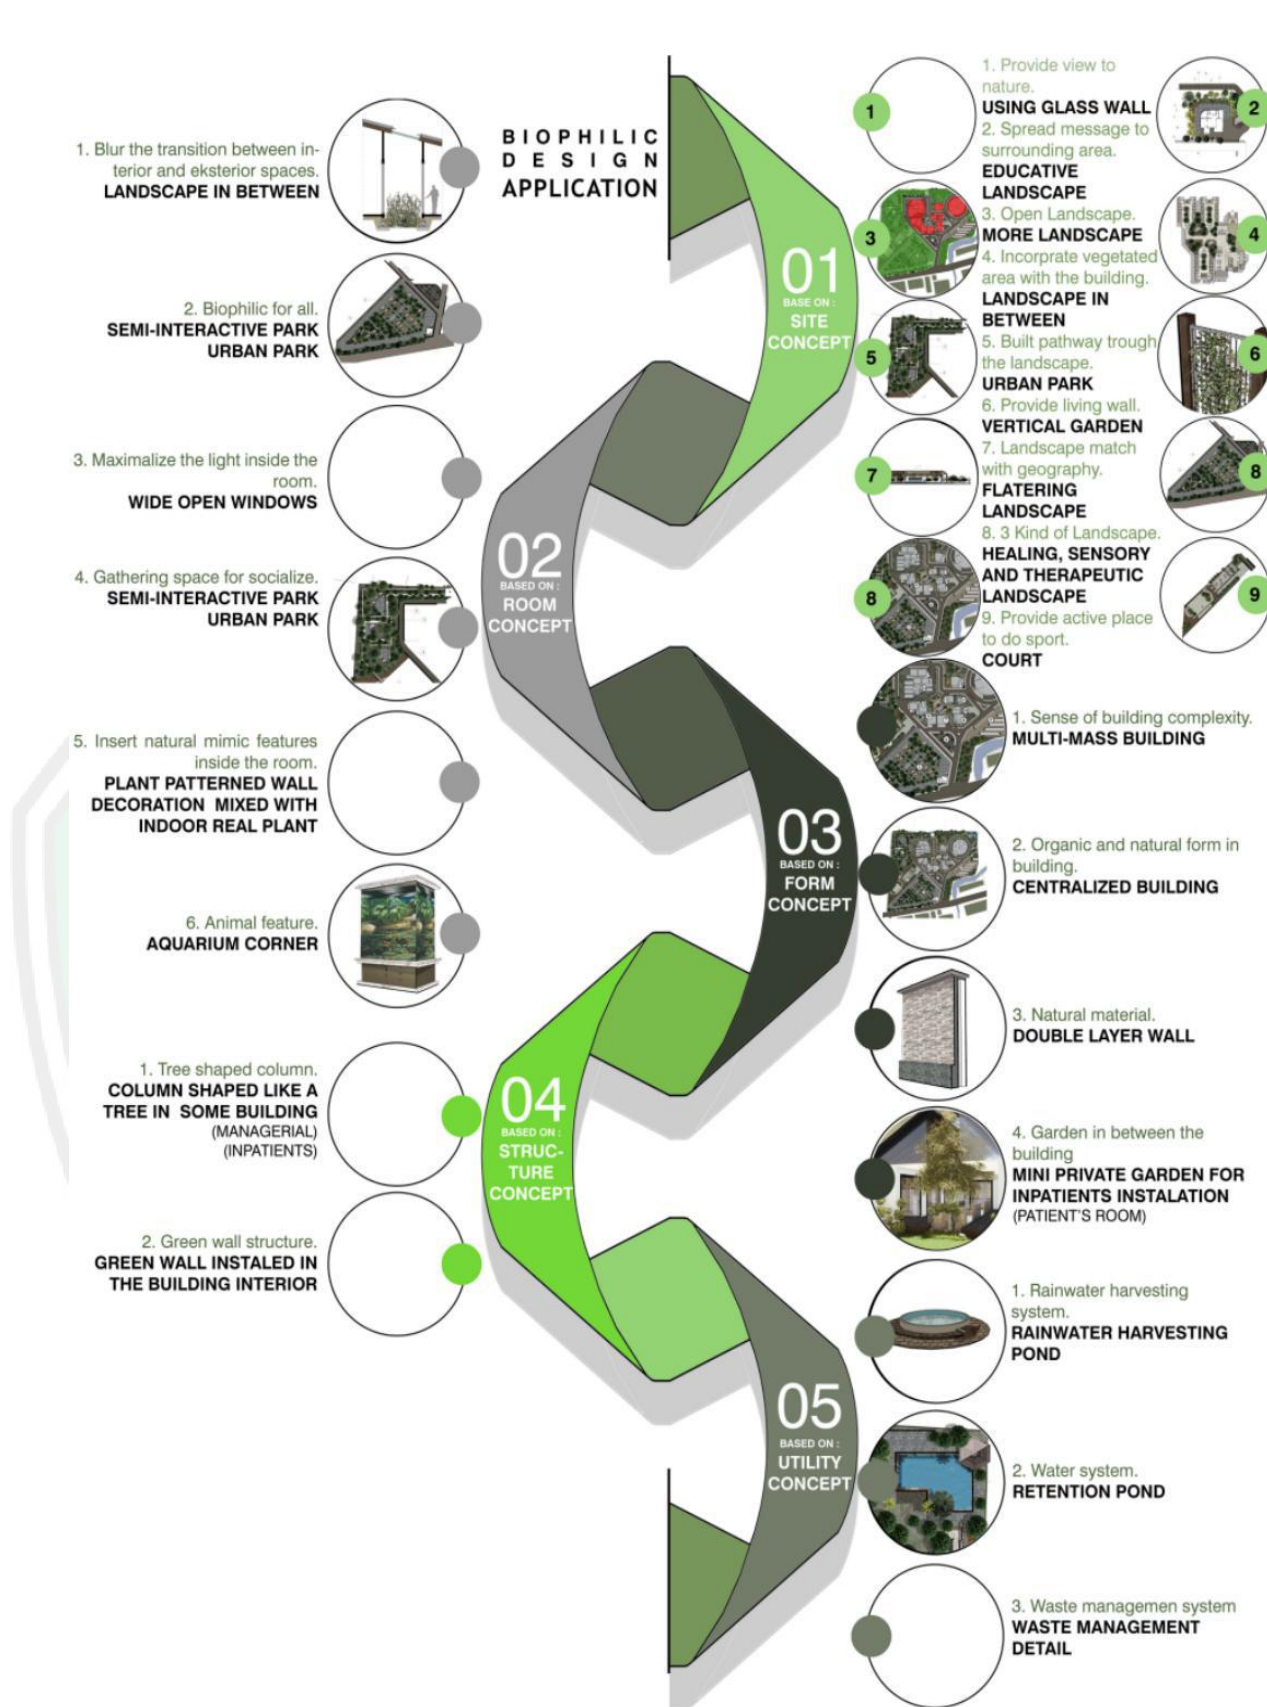 BIOPHILIC
DESIGN
APPLICATION
01
BASE ON :
SITE
CONCEPT
1
2
3
4
5
6
7
8
8
9
1. Provide view to
nature.
USING GLASS WALL
2. Spread message to
surrounding area.
EDUCATIVE
LANDSCAPE
3. Open Landscape.
MORE LANDSCAPE
4. Incorprate vegetated
area with the building.
LANDSCAPE IN
BETWEEN
5. Built pathway trough
the landscape.
URBAN PARK
6. Provide living wall.
VERTICAL GARDEN
7. Landscape match
with geography.
FLATERING
LANDSCAPE
8. 3 Kind of Landscape.
HEALING, SENSORY
AND THERAPEUTIC
LANDSCAPE
9. Provide active place
to do sport.
COURT
02
BASED ON :
ROOM
CONCEPT
1. Blur the transition between in-
terior and eksterior spaces.
LANDSCAPE IN BETWEEN
2. Biophilic for all.
SEMI-INTERACTIVE PARK
URBAN PARK
3. Maximalize the light inside the
room.
WIDE OPEN WINDOWS
4. Gathering space for socialize.
SEMI-INTERACTIVE PARK
URBAN PARK
5. Insert natural mimic features
inside the room.
PLANT PATTERNED WALL
DECORATION MIXED WITH
INDOOR REAL PLANT
6. Animal feature.
AQUARIUM CORNER
03
BASED ON :
FORM
CONCEPT
1. Sense of building complexity.
MULTI-MASS BUILDING
2. Organic and natural form in
building.
CENTRALIZED BUILDING
3. Natural material.
DOUBLE LAYER WALL
4. Garden in between the
building
MINI PRIVATE GARDEN FOR
INPATIENTS INSTALATION
(PATIENT'S ROOM)
04
BASED ON :
STRUC-
TURE
CONCEPT
1. Tree shaped column.
COLUMN SHAPED LIKE A
TREE IN SOME BUILDING
(MANAGERIAL)
(INPATIENTS)
2. Green wall structure.
GREEN WALL INSTALED IN
THE BUILDING INTERIOR
05
BASED ON :
UTILITY
CONCEPT
1. Rainwater harvesting
system.
RAINWATER HARVESTING
POND
2. Water system.
RETENTION POND
3. Waste managemen system
WASTE MANAGEMENT
DETAIL